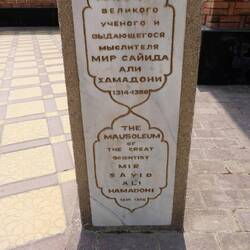 ВЕЛИКОГО
УЧЕНОГО И
ВЫДАЮЩЕГОСЯ
МЫСЛИТЕЛЯ
МИР САЙИДА
АЛИ
ХАМАДОНИ
1314-1386
THE
MAUSOLEUM
OF THE GREAT
SCIENTIST
MIR
SAYID
ALI
HAMADONI